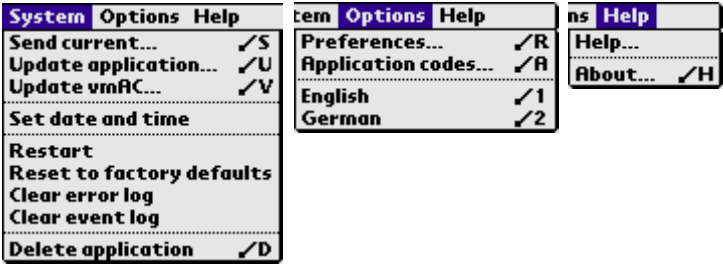 System Options Help
Send current... /S
Update application... /U
Update vmAC... /V
Set date and time
Restart
Reset to factory defaults
Clear error log
Clear event log
Delete application /D
tem Options Help
Preferences... /R
Application codes... /A
English /1
German /2
ns Help
Help...
About... /H